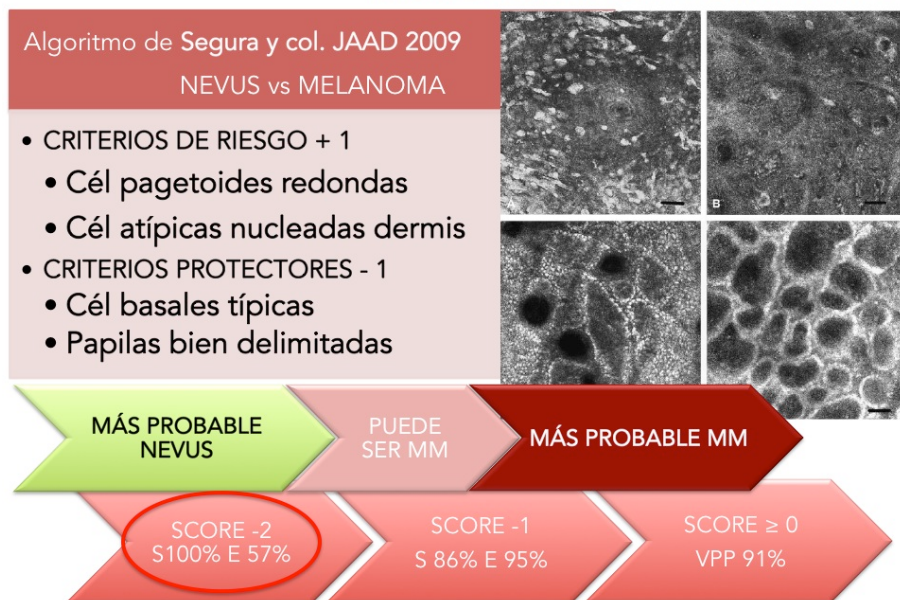 Algoritmo de Segura y col. JAAD 2009
NEVUS vs MELANOMA
• CRITERIOS DE RIESGO + 1
• Cél pagetoides redondas
• Cél atípicas nucleadas dermis
• CRITERIOS PROTECTORES - 1
• Cél basales típicas
• Papilas bien delimitadas
A
B
MÁS PROBABLE
NEVUS
PUEDE
SER MM
MÁS PROBABLE MM
SCORE -2
S100% E 57%
SCORE -1
S 86% E 95%
SCORE ≥ 0
VPP 91%